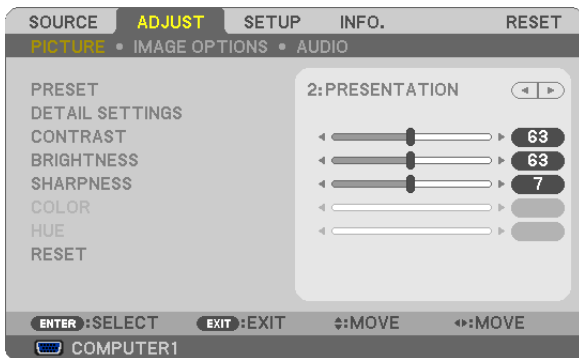 SOURCE ADJUST SETUP INFO. RESET
PICTURE • IMAGE OPTIONS • AUDIO
PRESET 2:PRESENTATION
DETAIL SETTINGS
CONTRAST 63
BRIGHTNESS 63
SHARPNESS 7
COLOR
HUE
RESET
ENTER :SELECT EXIT :EXIT :MOVE :MOVE
COMPUTER1